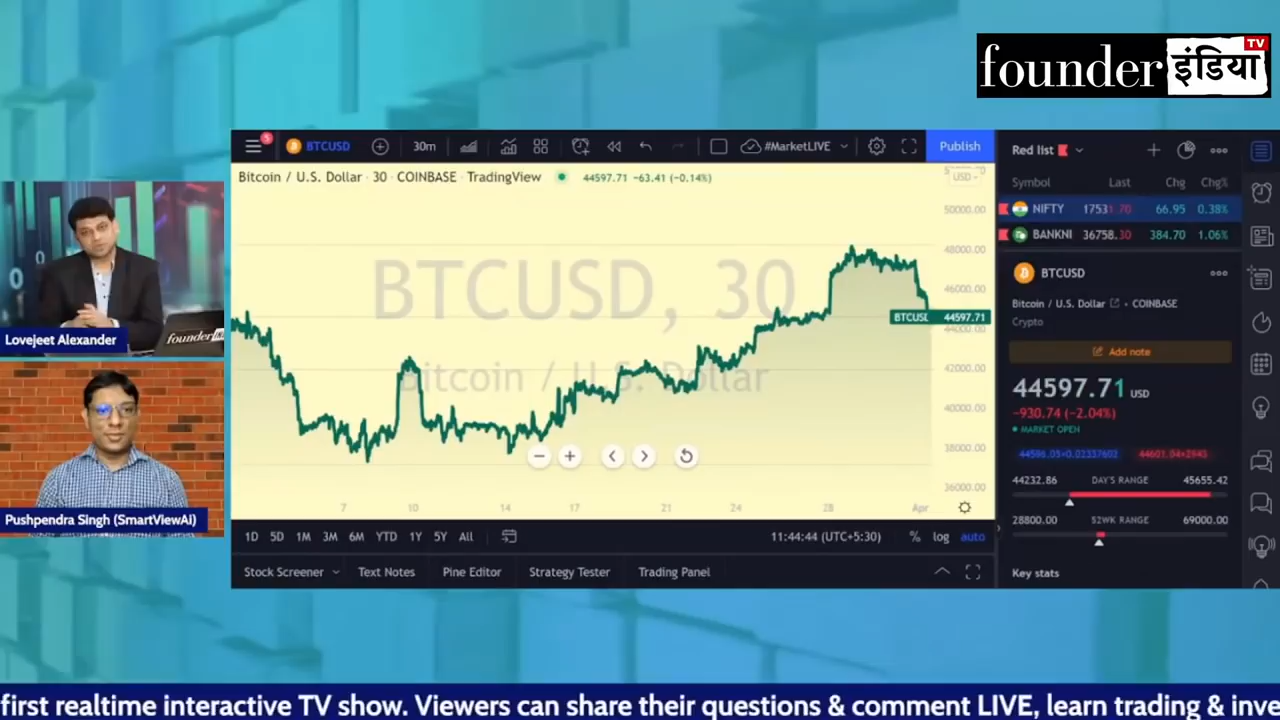 founder इंडिया TV
5
BTCUSD
30m
#MarketLIVE
Publish
Red list
Bitcoin / U.S. Dollar · 30 · COINBASE · TradingView
44597.71 −63.41 (−0.14%)
USD
Symbol Last Chg Chg%
NIFTY 17531.70 66.95 0.38%
BANKNI 36758.30 384.70 1.06%
50000.00
48000.00
46000.00
44000.00
42000.00
40000.00
38000.00
36000.00
BTCUSD, 30
Bitcoin / U.S. Dollar
BTCUSD 44597.71
7 10 14 17 21 24 28 Apr
BTCUSD
Bitcoin / U.S. Dollar • COINBASE
Crypto
Add note
44597.71 USD
−930.74 (−2.04%)
MARKET OPEN
44232.86 DAY'S RANGE 45655.42
28800.00 52WK RANGE 69000.00
Key stats
1D 5D 1M 3M 6M YTD 1Y 5Y All
11:44:44 (UTC+5:30) % log auto
Stock Screener Text Notes Pine Editor Strategy Tester Trading Panel
Lovejeet Alexander
founder
Pushpendra Singh (SmartViewAi)
first realtime interactive TV show. Viewers can share their questions & comment LIVE, learn trading & inve